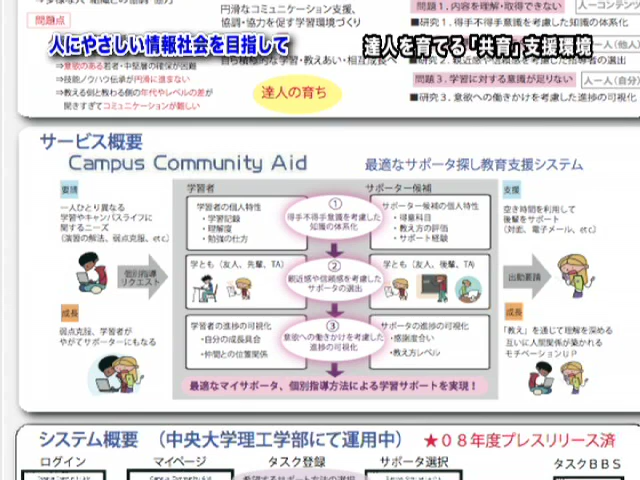 問題点
円滑なコミュニケーション支援、
協調・協力を促す学習環境づくり
問題1．内容を理解・取得できない
■研究1．得手不得手意識を考慮した知識の体系化
人にやさしい情報社会を目指して
達人を育てる「共育」支援環境
⇒意欲のある若者・中堅層の確保が困難
⇒技能ノウハウ伝承が円滑に進まない
⇒教える側と教わる側の年代やレベルの差が
開きすぎてコミュニケーションが難しい
達人の育ち
問題3．学習に対する意識が足りない
一人一人（自分）
■研究3．意欲への働きかけを考慮した進捗の可視化
サービス概要
Campus Community Aid
最適なサポータ探し教育支援システム
要請
一人ひとり異なる
学習やキャンパスライフに
関するニーズ
（演習の解法、弱点克服、etc）
個別指導
リクエスト
成長
弱点克服、学習者が
やがてサポーターにもなる
学習者
サポーター候補
学習者の個人特性
・学習記録
・理解度
・勉強の仕方
①
得手不得手意識を考慮した
知識の体系化
サポーター候補の個人特性
・得意科目
・教え方の評価
・サポート経験
学とも（友人、先輩、TA）
②
親近感や信頼感を考慮した
サポータの選出
学とも（友人、後輩、TA）
学習者の進捗の可視化
・自分の成長具合
・仲間との位置関係
③
意欲への働きかけを考慮した
進捗の可視化
サポータの進捗の可視化
・感謝度合い
・教え方レベル
最適なマイサポータ、個別指導方法による学習サポートを実現！
出動要請
支援
空き時間を利用して
後輩をサポート
（対面、電子メール、etc）
成長
「教え」を通じて理解を深める
互いに人間関係が築かれる
モチベーションUP
システム概要 （中央大学理工学部にて運用中） ★08年度プレスリリース済
ログイン
マイページ
タスク登録
サポータ選択
タスクBBS